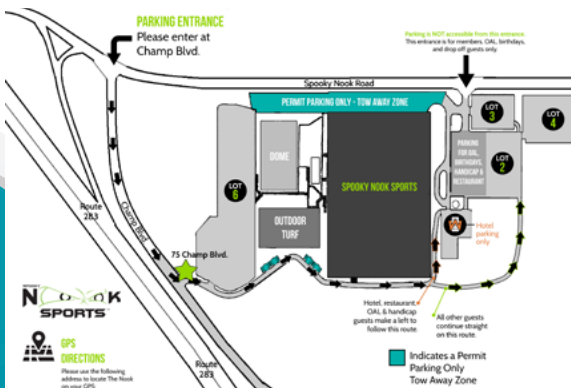 PARKING ENTRANCE
Please enter at
Champ Blvd.
Parking is NOT accessible from this entrance.
This entrance is for members, OAL, birthdays,
and drop off guests only.
Spooky Nook Road
PERMIT PARKING ONLY - TOW AWAY ZONE
LOT
3
LOT
4
DOME
PARKING
FOR OAL,
BIRTHDAYS,
HANDICAP &
RESTAURANT
LOT
2
LOT
6
SPOOKY NOOK SPORTS
OUTDOOR
TURF
Hotel
parking
only.
Route
283
Champ Blvd.
75 Champ Blvd.
NOOK
SPORTS
Hotel, restaurant,
OAL & handicap
guests make a left to
follow this route.
All other guests
continue straight
on this route.
GPS
DIRECTIONS
Please use the following
address to locate The Nook
on your GPS:
Route
283
Indicates a Permit
Parking Only
Tow Away Zone